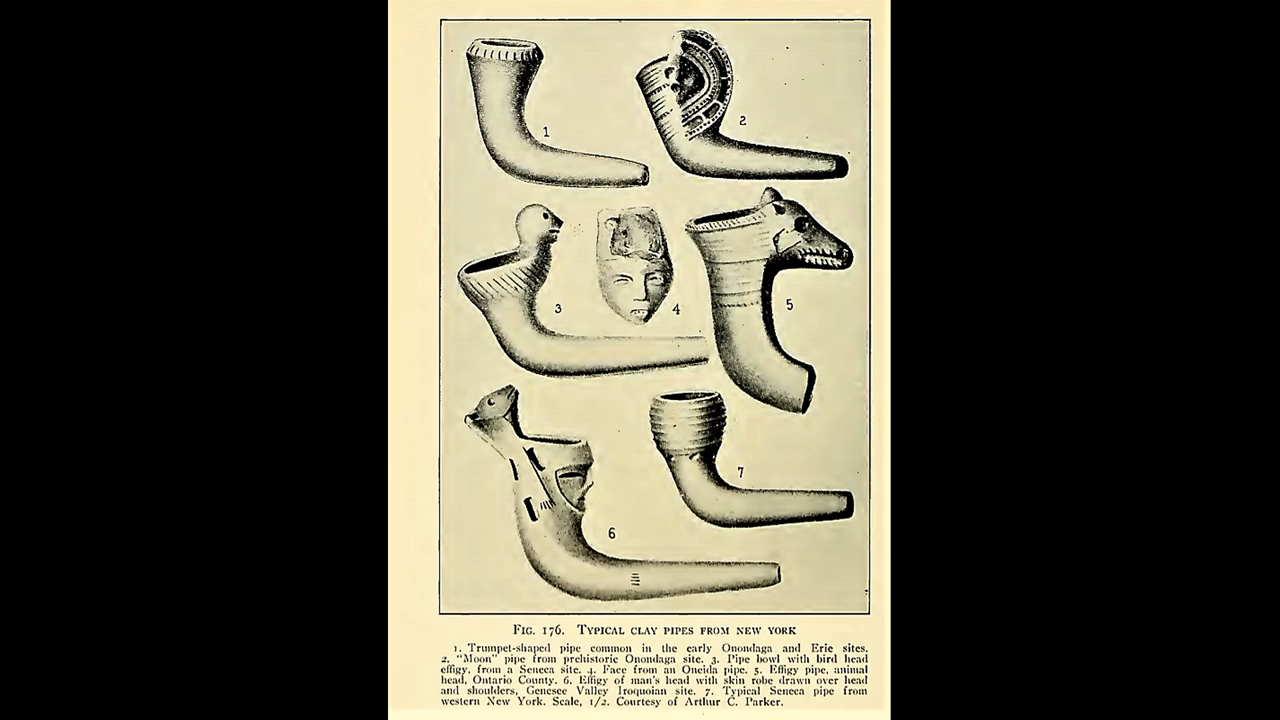 1
2
3
4
5
6
7
FIG. 176. TYPICAL CLAY PIPES FROM NEW YORK
1. Trumpet-shaped pipe common in the early Onondaga and Erie sites.
2. "Moon" pipe from prehistoric Onondaga site. 3. Pipe bowl with bird head
effigy, from a Seneca site. 4. Face from an Oneida pipe. 5. Effigy pipe, animal
head, Ontario County. 6. Effigy of man's head with skin robe drawn over head
and shoulders, Genesee Valley Iroquoian site. 7. Typical Seneca pipe from
western New York. Scale, 1/2. Courtesy of Arthur C. Parker.